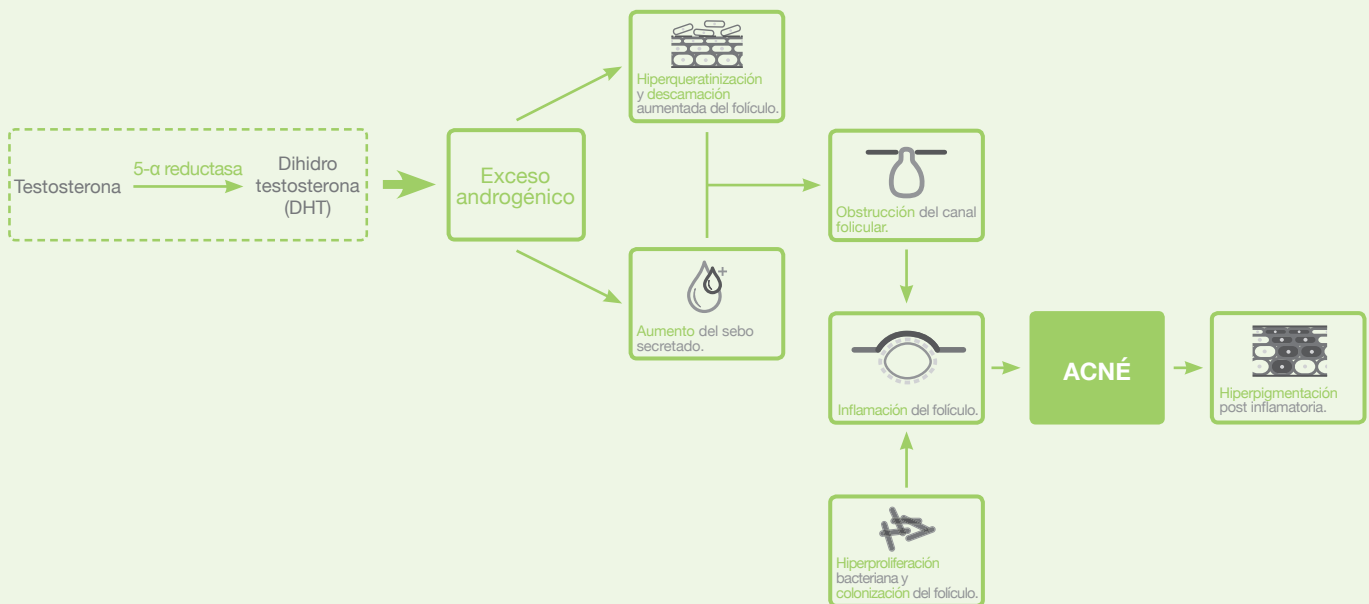 Testosterona
5-α reductasa
Dihidro
testosterona
(DHT)
Exceso
androgénico
Hiperqueratinización
y descamación
aumentada del folículo.
Aumento del sebo
secretado.
Obstrucción del canal
folicular.
Inflamación del folículo.
Hiperproliferación
bacteriana y
colonización del folículo.
ACNÉ
Hiperpigmentación
post inflamatoria.